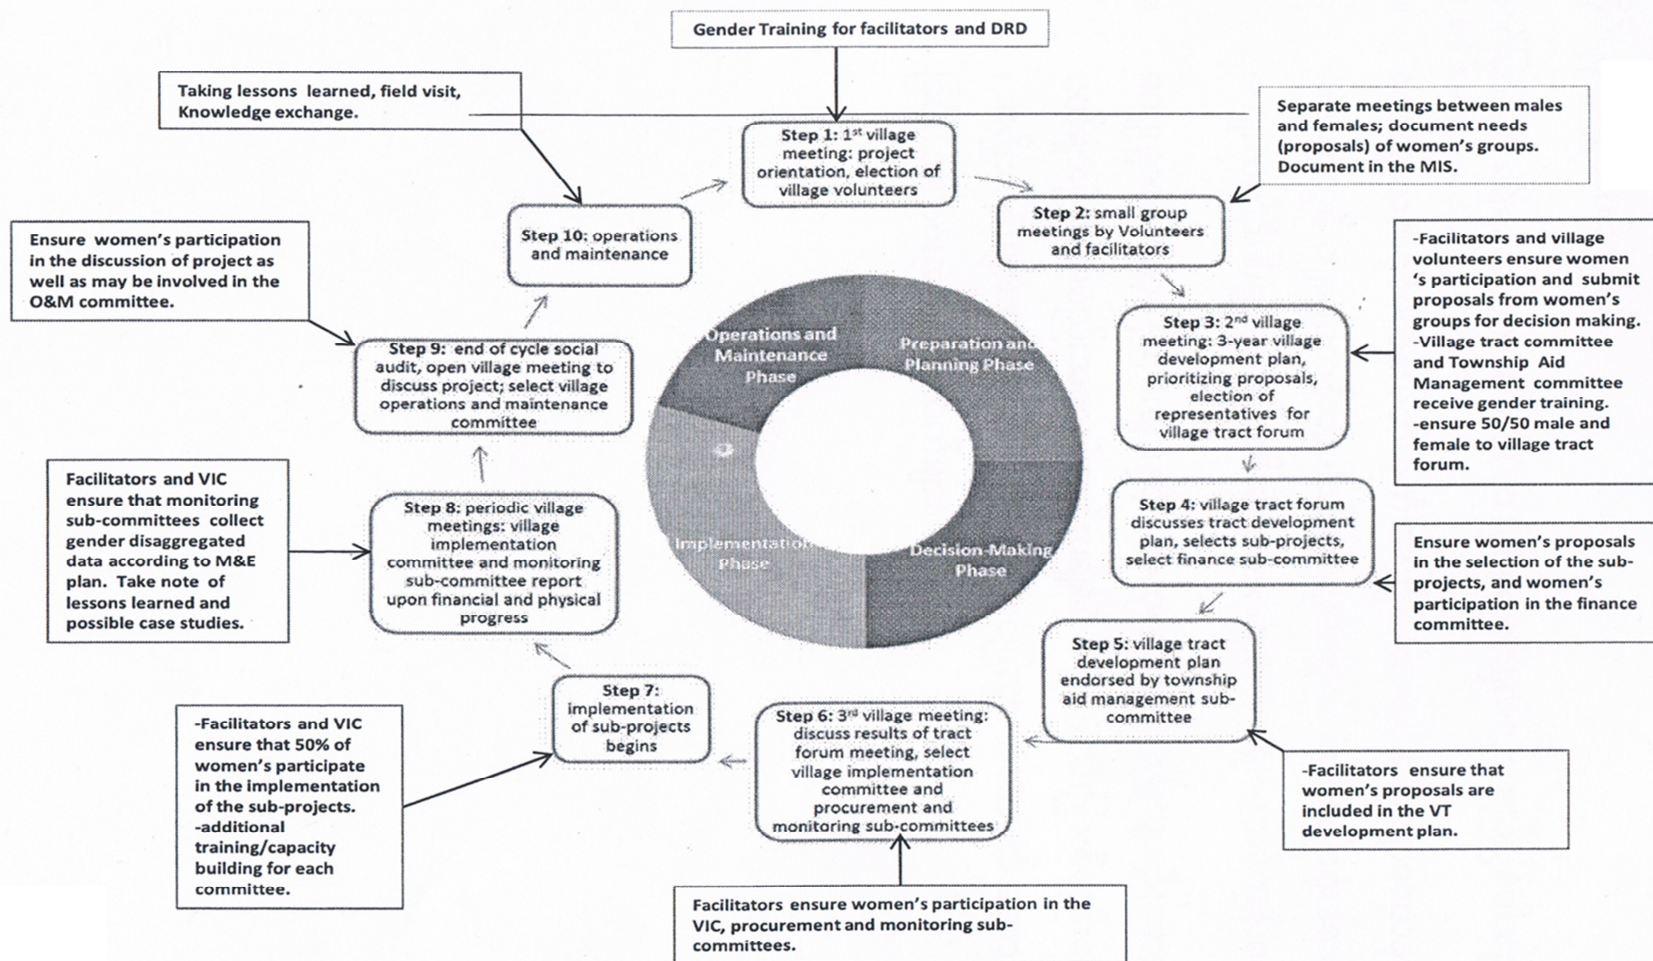 Gender Training for facilitators and DRD
Taking lessons learned, field visit,
Knowledge exchange.
Separate meetings between males
and females; document needs
(proposals) of women's groups.
Document in the MIS.
Step 1: 1st village
meeting: project
orientation, election of
village volunteers
Step 2: small group
meetings by Volunteers
and facilitators
Step 10: operations
and maintenance
Ensure women's participation
in the discussion of project as
well as may be involved in the
O&M committee.
-Facilitators and village
volunteers ensure women
's participation and submit
proposals from women's
groups for decision making.
-Village tract committee
and Township Aid
Management committee
receive gender training.
-ensure 50/50 male and
female to village tract
forum.
Step 3: 2nd village
meeting: 3-year village
development plan,
prioritizing proposals,
election of
representatives for
village tract forum
Operations and
Maintenance
Phase
Preparation and
Planning Phase
Step 9: end of cycle social
audit, open village meeting to
discuss project; select village
operations and maintenance
committee
Facilitators and VIC
ensure that monitoring
sub-committees collect
gender disaggregated
data according to M&E
plan. Take note of
lessons learned and
possible case studies.
Step 8: periodic village
meetings: village
implementation
committee and monitoring
sub-committee report
upon financial and physical
progress
Implementation
Phase
Decision-Making
Phase
Step 4: village tract forum
discusses tract development
plan, selects sub-projects,
select finance sub-committee
Ensure women's proposals
in the selection of the sub-
projects, and women's
participation in the finance
committee.
Step 5: village tract
development plan
endorsed by township
aid management sub-
committee
Step 7:
implementation
of sub-projects
begins
Step 6: 3rd village meeting:
discuss results of tract
forum meeting, select
village implementation
committee and
procurement and
monitoring sub-committees
-Facilitators and VIC
ensure that 50% of
women's participate
in the implementation
of the sub-projects.
-additional
training/capacity
building for each
committee.
-Facilitators ensure that
women's proposals are
included in the VT
development plan.
Facilitators ensure women's participation in the
VIC, procurement and monitoring sub-
committees.